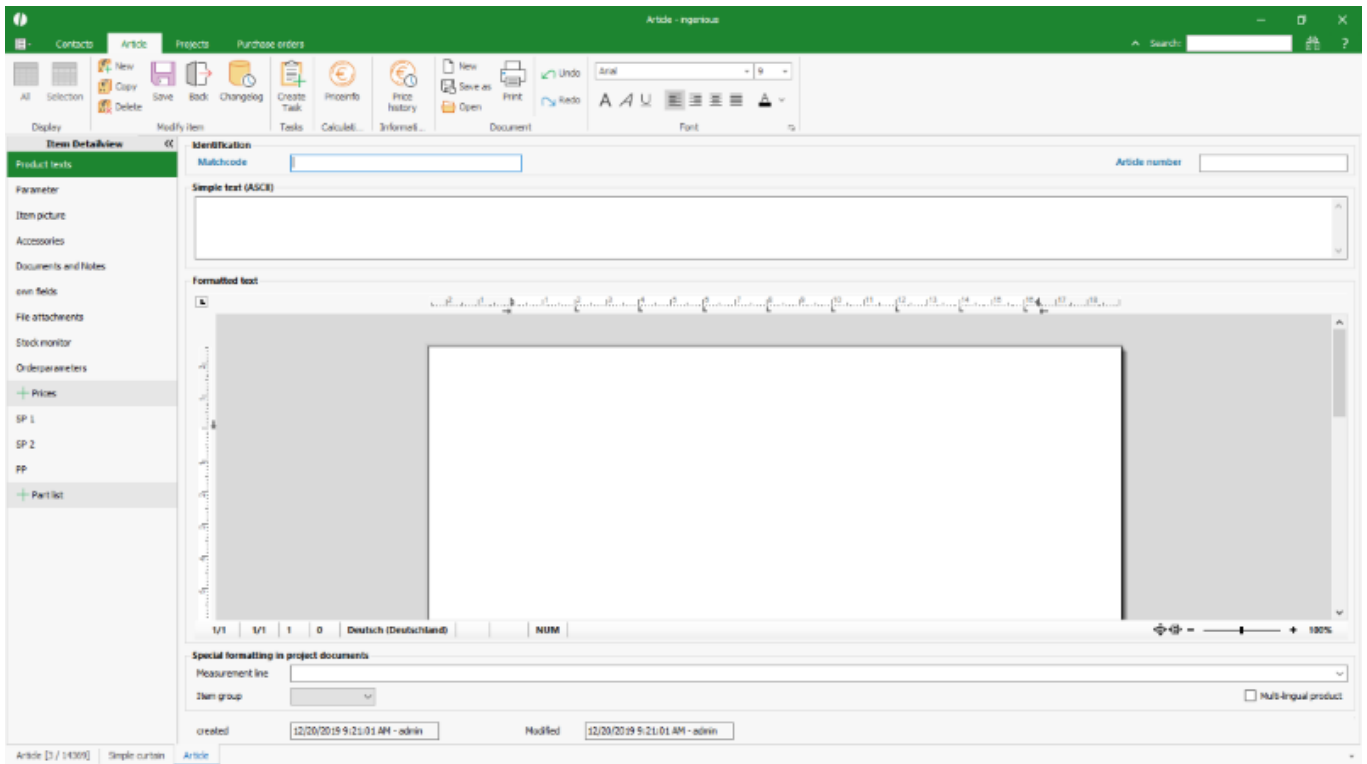 Article - ingenious
Contacts Article Projects Purchase orders Search: ?
All Selection New Copy Delete Save Back Changelog Create Task Priceinfo Price history New Save as Open Print Undo Redo Arial 9
A A U A
Display Modify item Tasks Calculati... Informati... Document Font
Item Detailview
Product texts
Parameter
Item picture
Accessories
Documents and Notes
own fields
File attachments
Stock monitor
Orderparameters
Prices
SP 1
SP 2
PP
Part list
Identification
Matchcode Article number
Simple text (ASCII)
Formatted text
1/1 1/1 1 0 Deutsch (Deutschland) NUM 100%
Special formatting in project documents
Measurement line
Item group Multi-lingual product
created 12/20/2019 9:21:01 AM - admin Modified 12/20/2019 9:21:01 AM - admin
Article [3 / 14389] Simple curtain Article